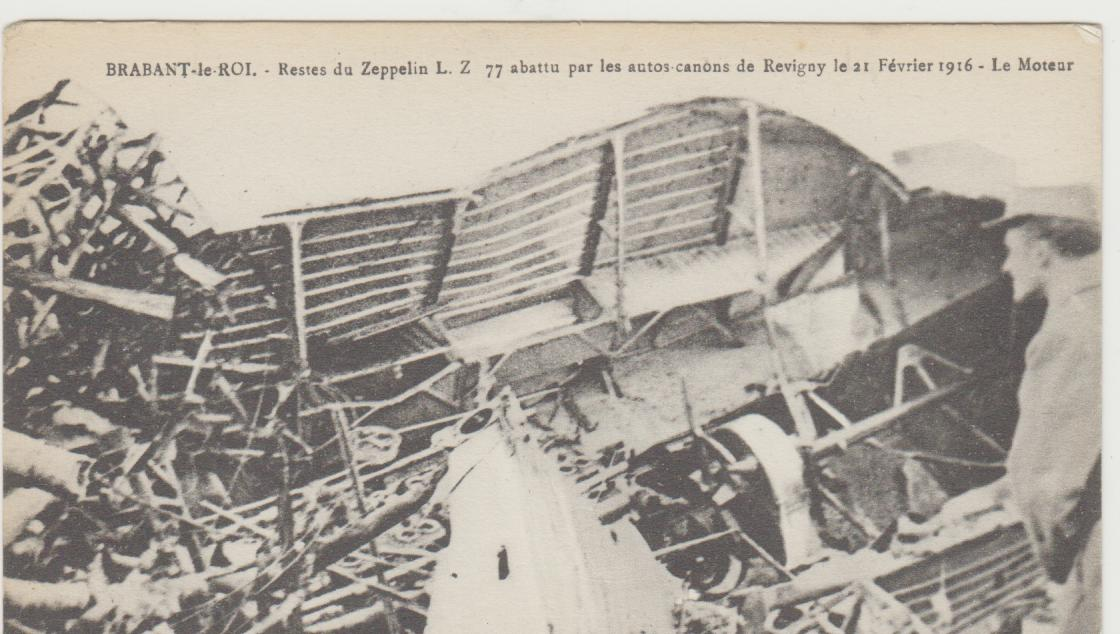 BRABANT-le-ROI. - Restes du Zeppelin L. Z 77 abattu par les autos-canons de Revigny le 21 Février 1916 - Le Moteur